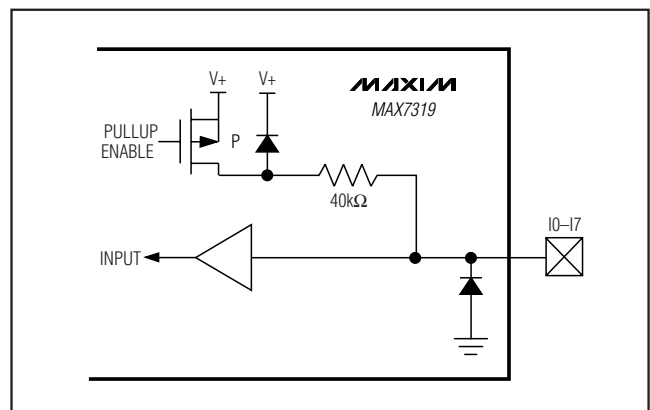 V+ V+
MAXIM
MAX7319
PULLUP
ENABLE
P
40kΩ
I0–I7
INPUT